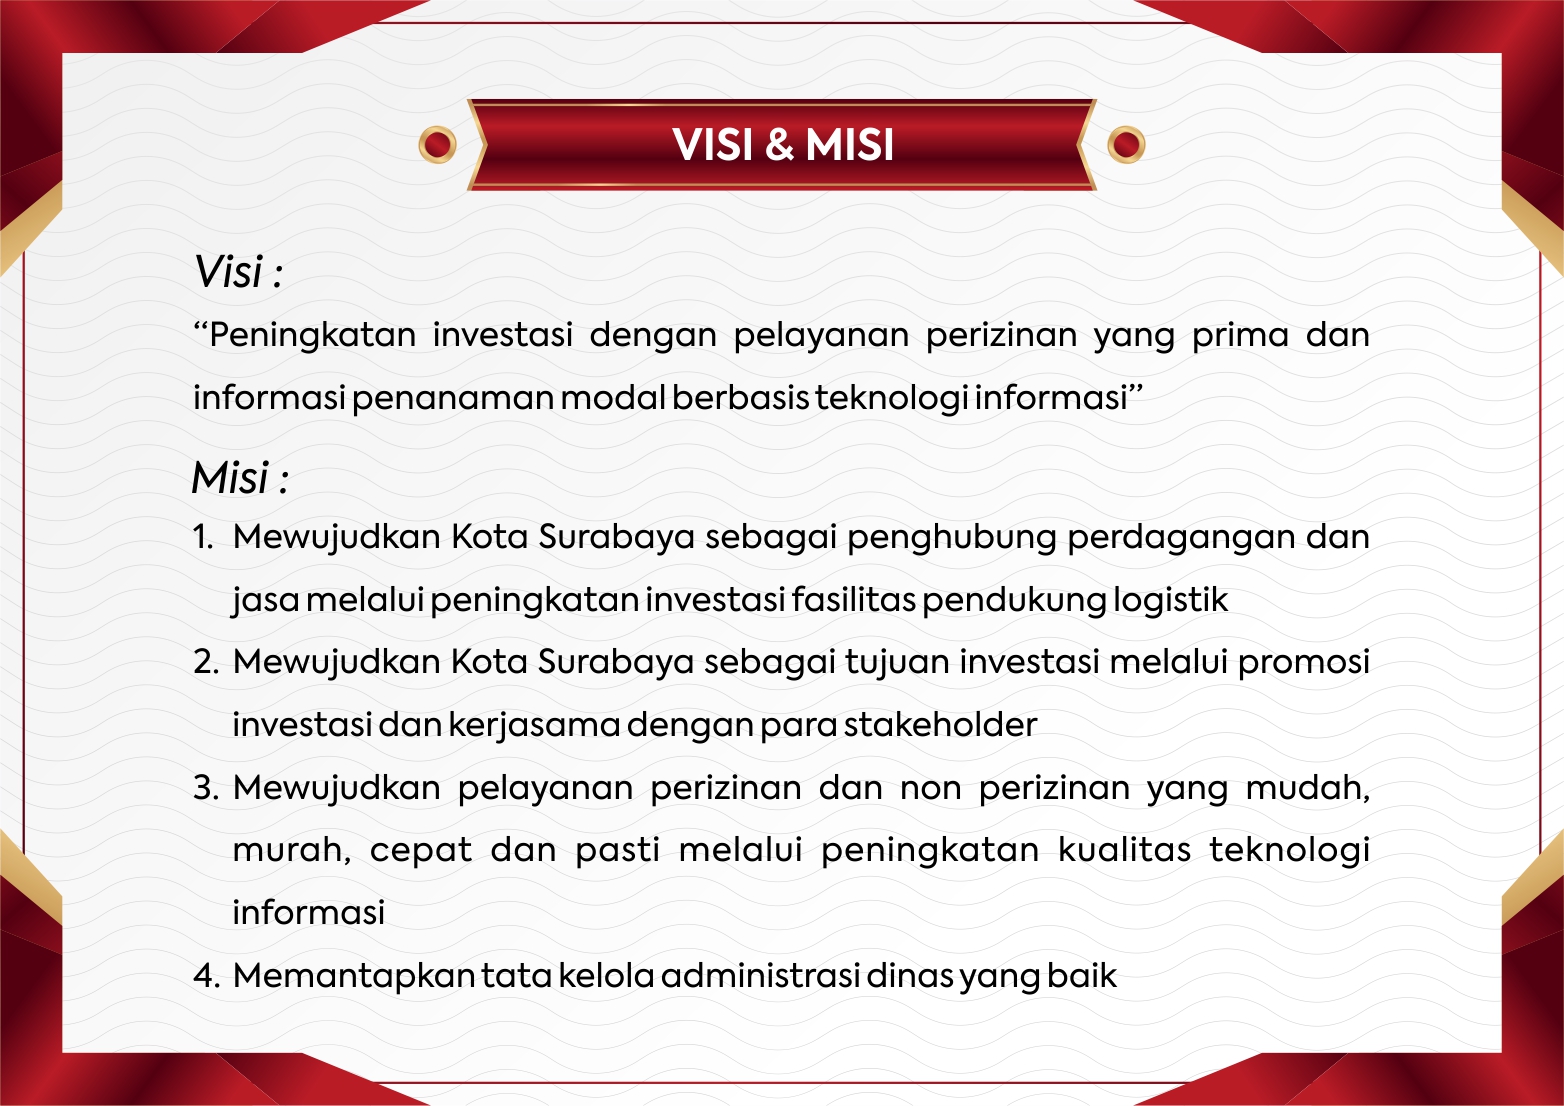 VISI & MISI
Visi :
“Peningkatan investasi dengan pelayanan perizinan yang prima dan
informasi penanaman modal berbasis teknologi informasi”
Misi :
1. Mewujudkan Kota Surabaya sebagai penghubung perdagangan dan
jasa melalui peningkatan investasi fasilitas pendukung logistik
2. Mewujudkan Kota Surabaya sebagai tujuan investasi melalui promosi
investasi dan kerjasama dengan para stakeholder
3. Mewujudkan pelayanan perizinan dan non perizinan yang mudah,
murah, cepat dan pasti melalui peningkatan kualitas teknologi
informasi
4. Memantapkan tata kelola administrasi dinas yang baik